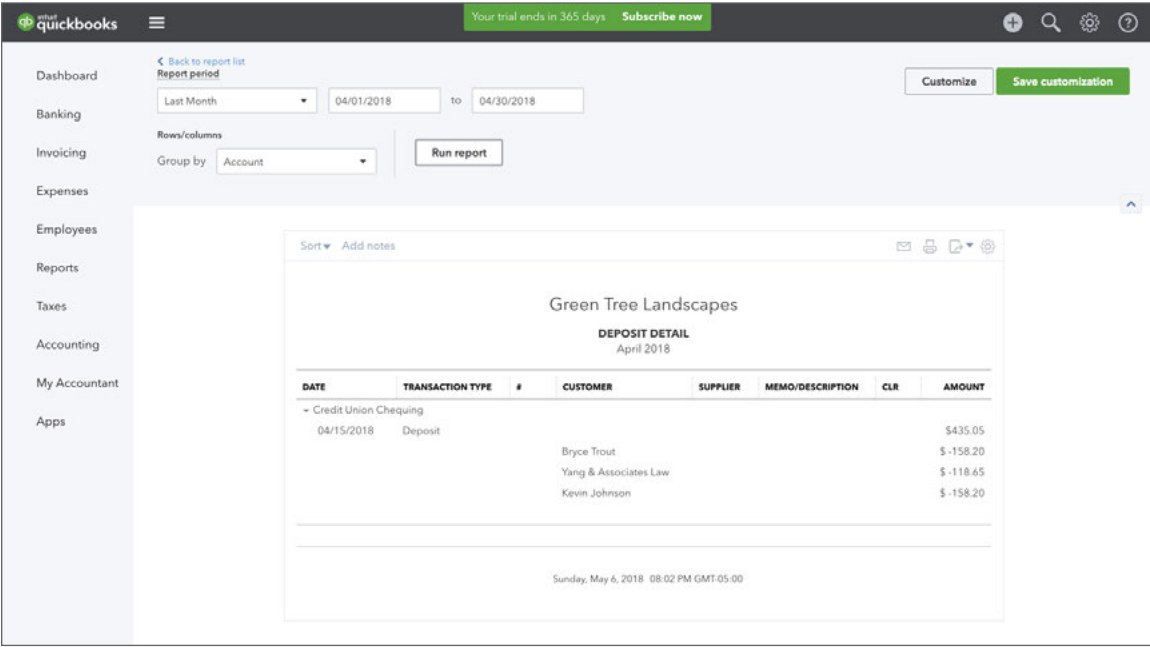 qb intuit quickbooks
Your trial ends in 365 days Subscribe now
Dashboard
Banking
Invoicing
Expenses
Employees
Reports
Taxes
Accounting
My Accountant
Apps
Back to report list
Report period
Last Month 04/01/2018 to 04/30/2018
Customize Save customization
Rows/columns
Group by Account Run report
Sort Add notes
Green Tree Landscapes
DEPOSIT DETAIL
April 2018
DATE TRANSACTION TYPE # CUSTOMER SUPPLIER MEMO/DESCRIPTION CLR AMOUNT
Credit Union Chequing
04/15/2018 Deposit $435.05
Bryce Trout $ -158.20
Yang & Associates Law $ -118.65
Kevin Johnson $ -158.20
Sunday, May 6, 2018 08:02 PM GMT-05:00